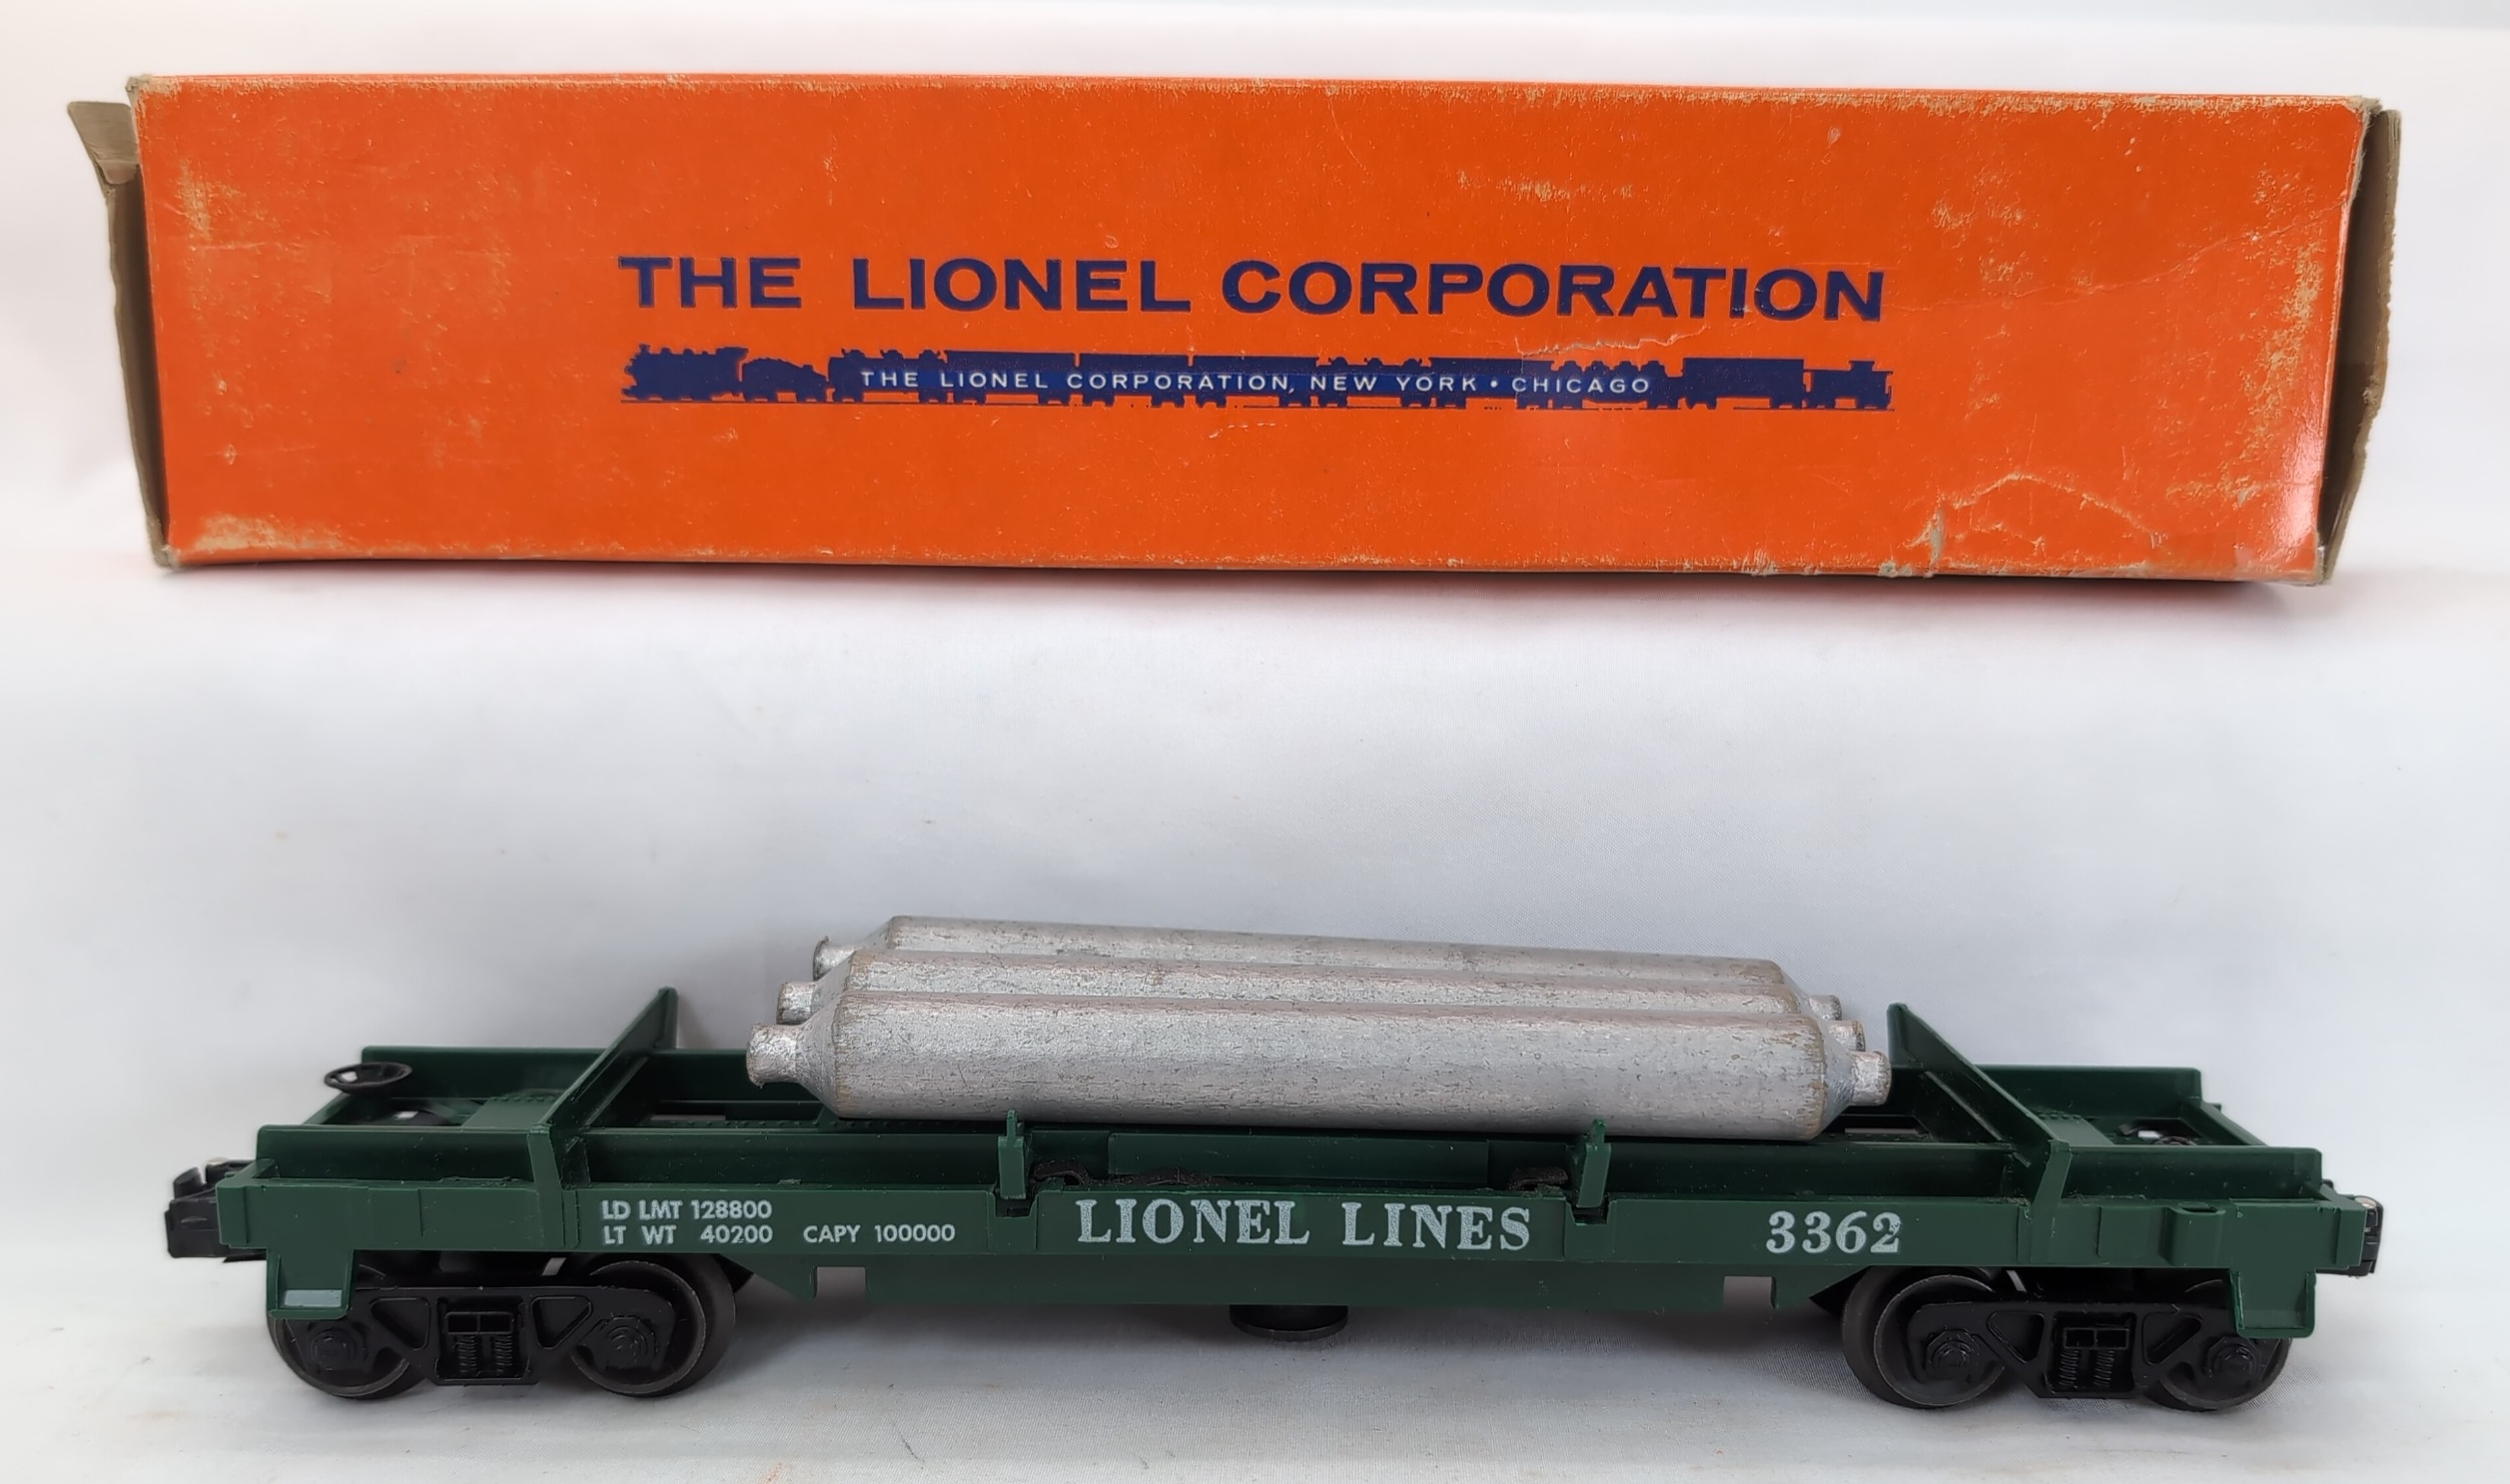 THE LIONEL CORPORATION
THE LIONEL CORPORATION, NEW YORK • CHICAGO
LD LMT 128800
LT WT 40200 CAPY 100000
LIONEL LINES
3362